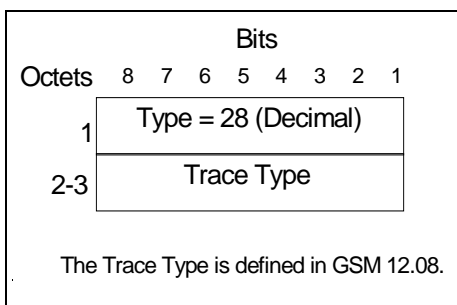 Bits
Octets 8 7 6 5 4 3 2 1
1 Type = 28 (Decimal)
2-3 Trace Type
The Trace Type is defined in GSM 12.08.